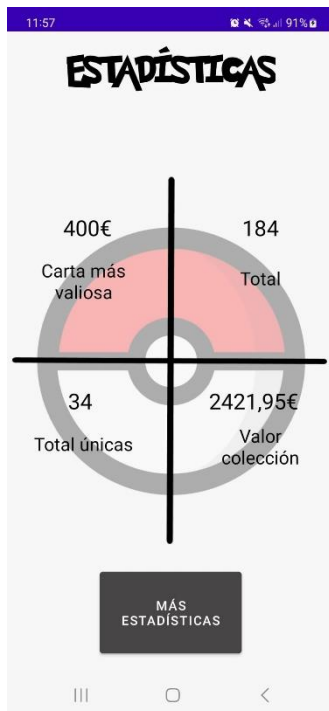 11:57 91%
ESTADÍSTICAS
400€
Carta más
valiosa
184
Total
34
Total únicas
2421,95€
Valor
colección
MÁS
ESTADÍSTICAS